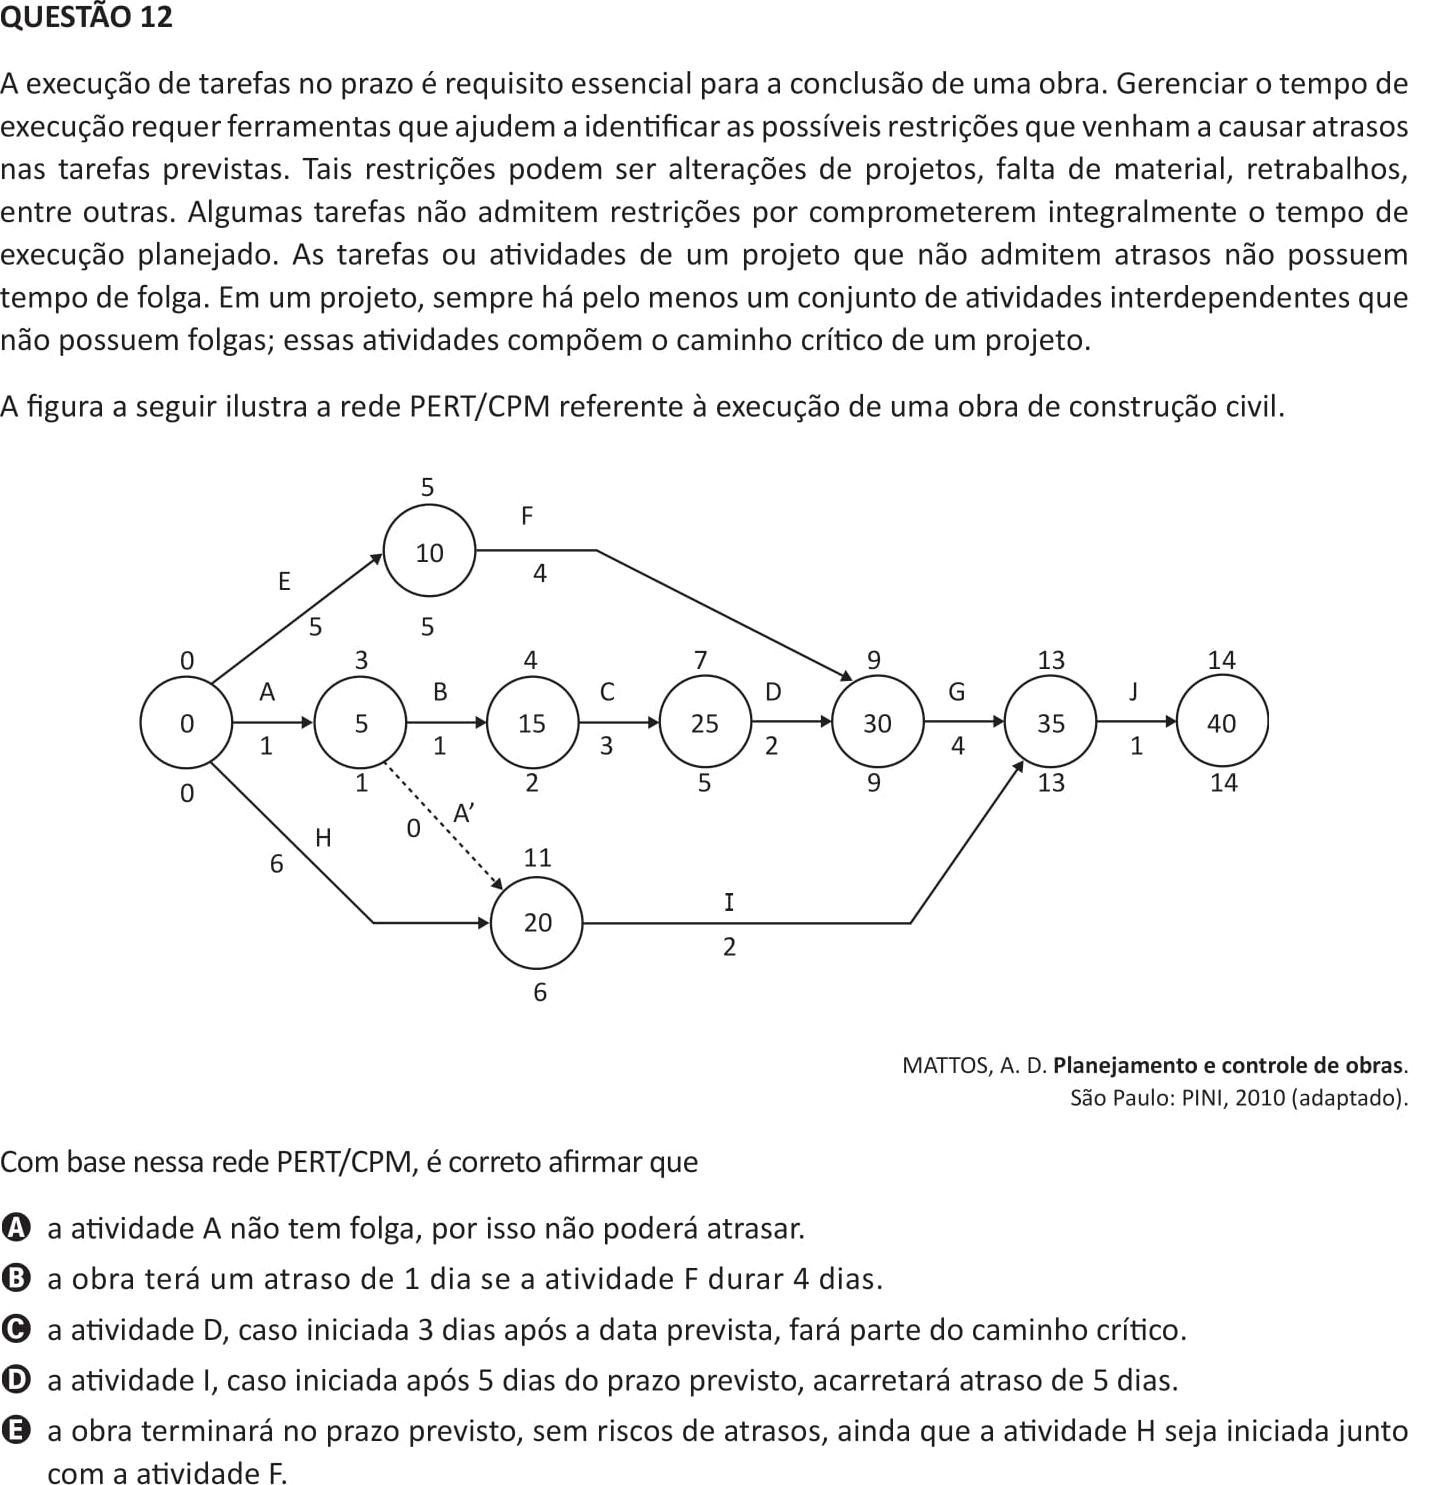 QUESTÃO 12
A execução de tarefas no prazo é requisito essencial para a conclusão de uma obra. Gerenciar o tempo de
execução requer ferramentas que ajudem a identificar as possíveis restrições que venham a causar atrasos
nas tarefas previstas. Tais restrições podem ser alterações de projetos, falta de material, retrabalhos,
entre outras. Algumas tarefas não admitem restrições por comprometerem integralmente o tempo de
execução planejado. As tarefas ou atividades de um projeto que não admitem atrasos não possuem
tempo de folga. Em um projeto, sempre há pelo menos um conjunto de atividades interdependentes que
não possuem folgas; essas atividades compõem o caminho crítico de um projeto.
A figura a seguir ilustra a rede PERT/CPM referente à execução de uma obra de construção civil.
5
F
10
4
E
5
5
0
3
4
7
9
13
14
A
B
C
D
G
J
0
5
15
25
30
35
40
1
1
3
2
4
1
0
1
2
5
9
13
14
H
0
A’
6
11
20
I
2
6
MATTOS, A. D. Planejamento e controle de obras.
São Paulo: PINI, 2010 (adaptado).
Com base nessa rede PERT/CPM, é correto afirmar que
A a atividade A não tem folga, por isso não poderá atrasar.
B a obra terá um atraso de 1 dia se a atividade F durar 4 dias.
C a atividade D, caso iniciada 3 dias após a data prevista, fará parte do caminho crítico.
D a atividade I, caso iniciada após 5 dias do prazo previsto, acarretará atraso de 5 dias.
E a obra terminará no prazo previsto, sem riscos de atrasos, ainda que a atividade H seja iniciada junto
com a atividade F.